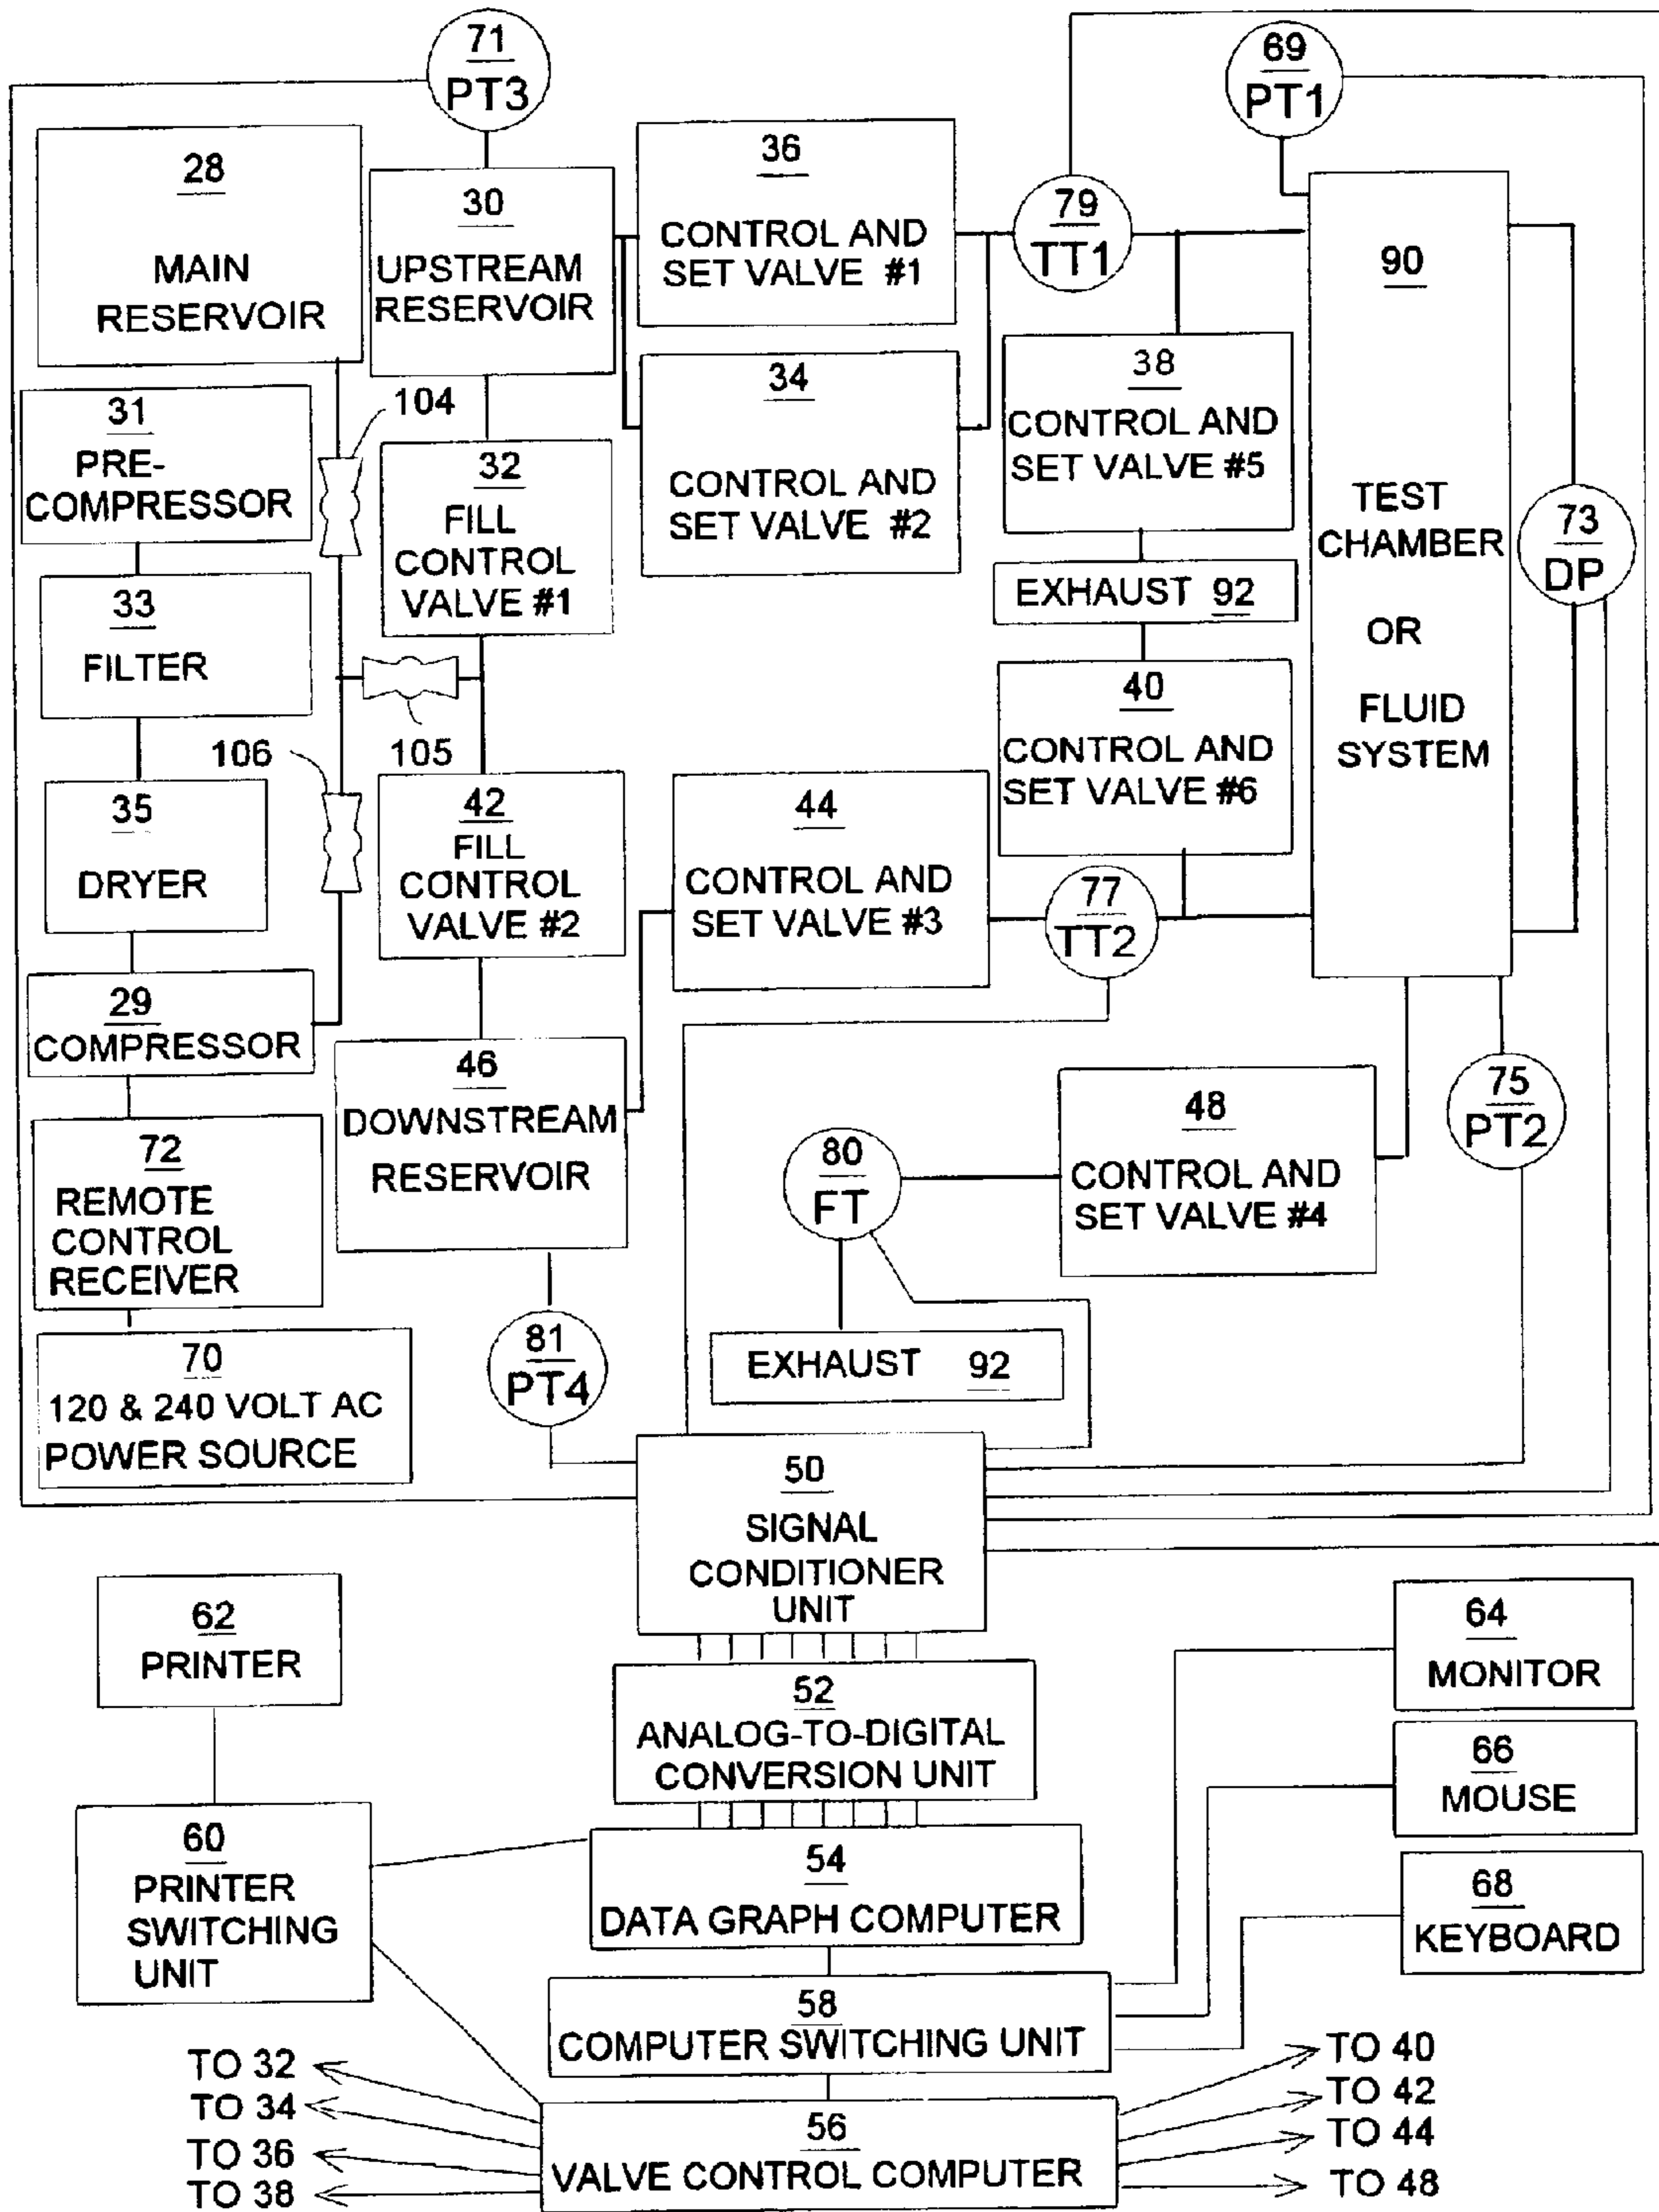 71
PT3
69
PT1
28
MAIN
RESERVOIR
30
UPSTREAM
RESERVOIR
36
CONTROL AND
SET VALVE #1
79
TT1
90
TEST
CHAMBER
OR
FLUID
SYSTEM
31
PRE-
COMPRESSOR
104
32
FILL
CONTROL
VALVE #1
34
CONTROL AND
SET VALVE #2
38
CONTROL AND
SET VALVE #5
73
DP
EXHAUST 92
33
FILTER
40
CONTROL AND
SET VALVE #6
106
105
35
DRYER
42
FILL
CONTROL
VALVE #2
44
CONTROL AND
SET VALVE #3
77
TT2
29
COMPRESSOR
46
DOWNSTREAM
RESERVOIR
48
CONTROL AND
SET VALVE #4
75
PT2
72
REMOTE
CONTROL
RECEIVER
80
FT
70
120 & 240 VOLT AC
POWER SOURCE
81
PT4
EXHAUST 92
50
SIGNAL
CONDITIONER
UNIT
62
PRINTER
64
MONITOR
52
ANALOG-TO-DIGITAL
CONVERSION UNIT
66
MOUSE
60
PRINTER
SWITCHING
UNIT
54
DATA GRAPH COMPUTER
68
KEYBOARD
58
COMPUTER SWITCHING UNIT
TO 32
TO 34
TO 36
TO 38
56
VALVE CONTROL COMPUTER
TO 40
TO 42
TO 44
TO 48